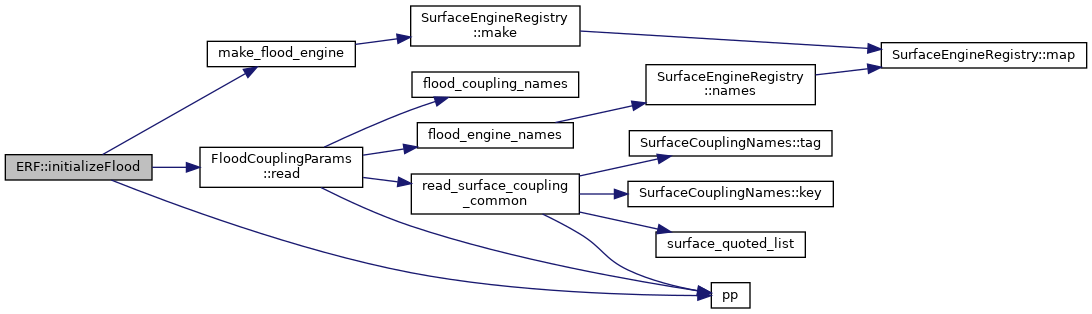 ERF::initializeFlood
make_flood_engine
SurfaceEngineRegistry
::make
FloodCouplingParams
::read
flood_coupling_names
flood_engine_names
SurfaceEngineRegistry
::names
SurfaceEngineRegistry::map
read_surface_coupling
_common
SurfaceCouplingNames::tag
SurfaceCouplingNames::key
surface_quoted_list
pp